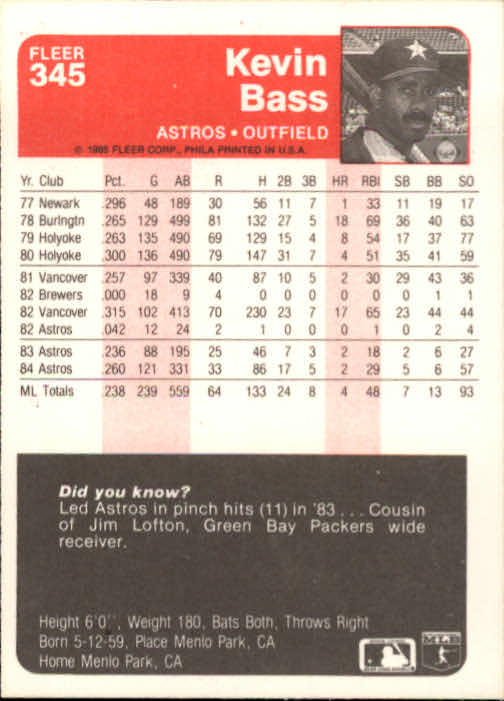 FLEER
345
Kevin
Bass
ASTROS • OUTFIELD
© 1985 FLEER CORP., PHILA PRINTED IN U.S.A.
Yr. Club Pct. G AB R H 2B 3B HR RBI SB BB SO
77 Newark .296 48 189 30 56 11 7 1 33 11 19 17
78 Burlngtn .265 129 499 81 132 27 5 18 69 36 40 63
79 Holyoke .263 135 490 69 129 15 4 8 54 17 37 77
80 Holyoke .300 136 490 79 147 31 7 4 51 35 41 59
81 Vancover .257 97 339 40 87 10 5 2 30 29 43 36
82 Brewers .000 18 9 4 0 0 0 0 0 0 1 1
82 Vancover .315 102 413 70 230 23 7 17 65 23 44 44
82 Astros .042 12 24 2 1 0 0 0 1 0 2 4
83 Astros .236 88 195 25 46 7 3 2 18 2 6 27
84 Astros .260 121 331 33 86 17 5 2 29 5 6 57
ML Totals .238 239 559 64 133 24 8 4 48 7 13 93
Did you know?
Led Astros in pinch hits (11) in '83 . . . Cousin
of Jim Lofton, Green Bay Packers wide
receiver.
Height 6'0'', Weight 180, Bats Both, Throws Right
Born 5-12-59, Place Menlo Park, CA
Home Menlo Park, CA